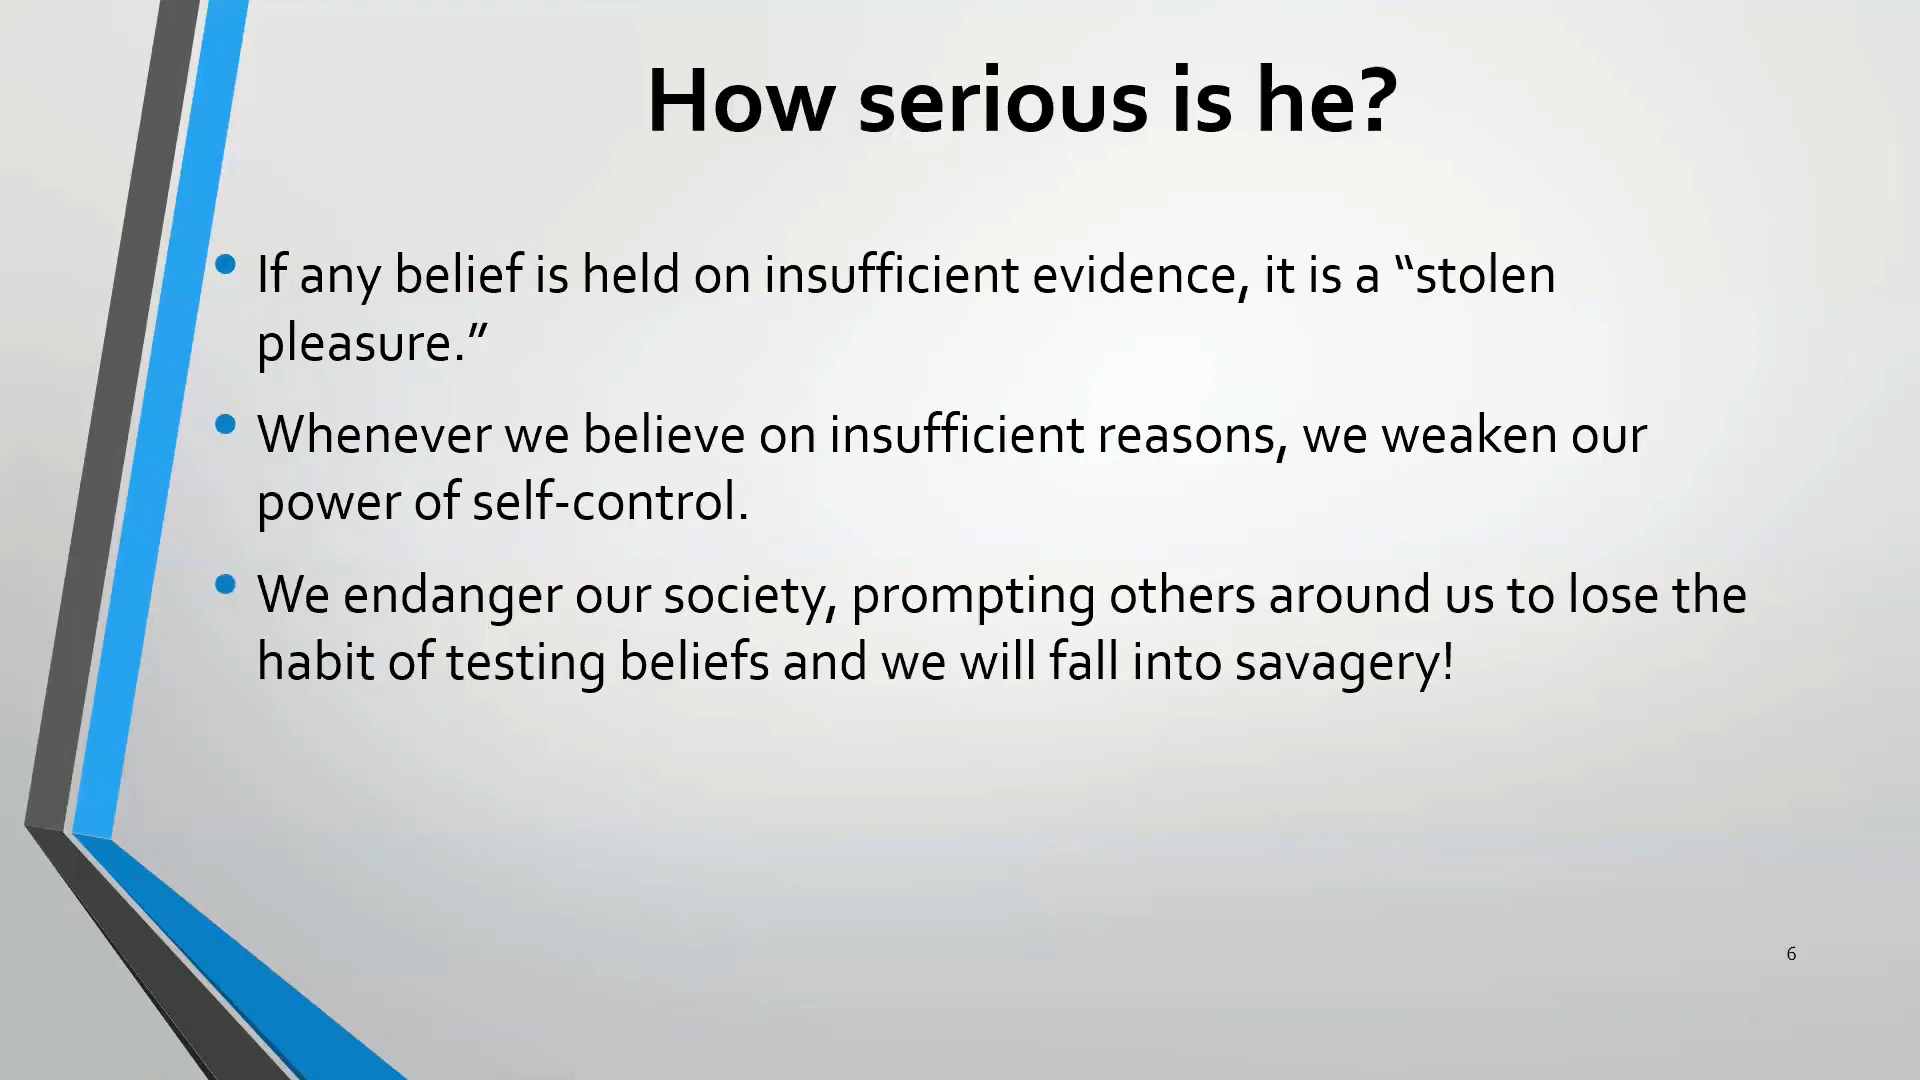 How serious is he?
• If any belief is held on insufficient evidence, it is a “stolen
pleasure.”
• Whenever we believe on insufficient reasons, we weaken our
power of self-control.
• We endanger our society, prompting others around us to lose the
habit of testing beliefs and we will fall into savagery!
6